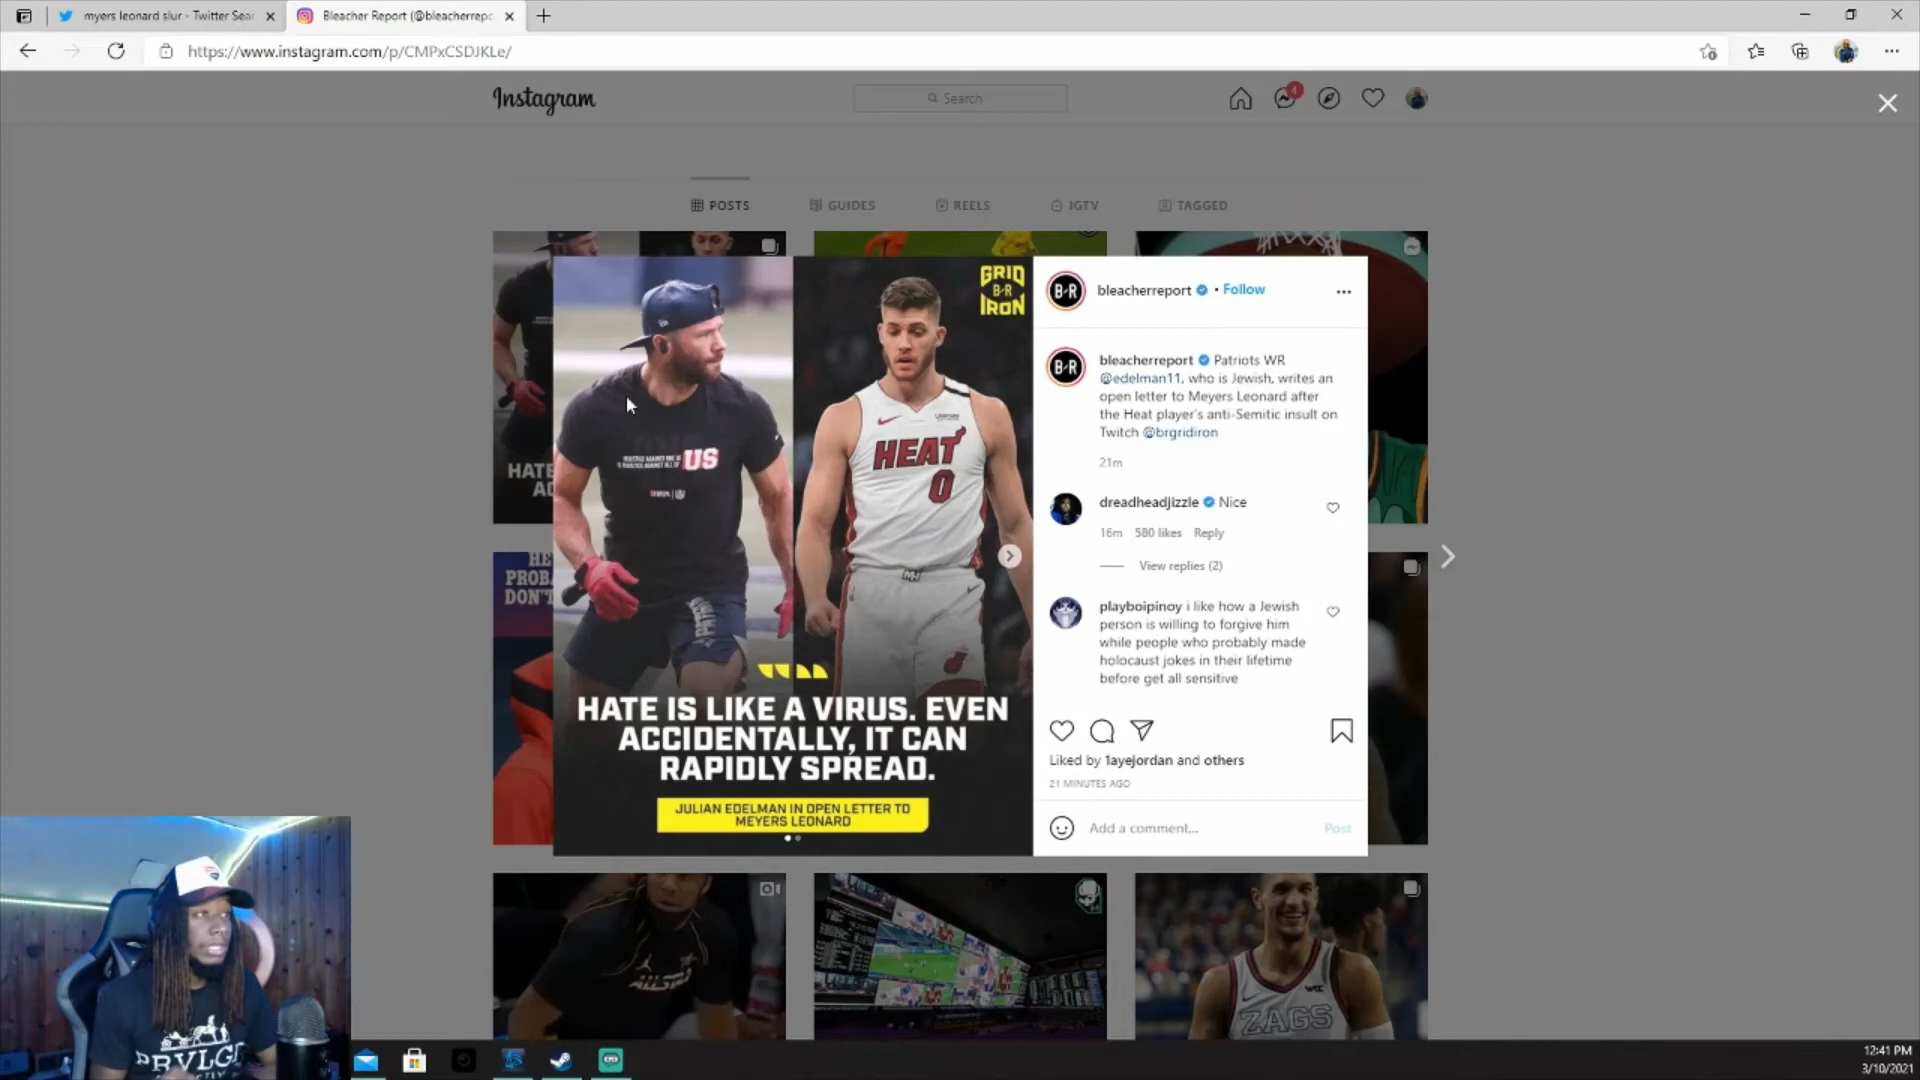 myers leonard slur - Twitter Sear
Bleacher Report (@bleacherrepo
https://www.instagram.com/p/CMPxCSDJKLe/
Instagram
Search
4
POSTS
GUIDES
REELS
IGTV
TAGGED
GRID
B·R
IRON
US
HEAT
0
HATE IS LIKE A VIRUS. EVEN
ACCIDENTALLY, IT CAN
RAPIDLY SPREAD.
JULIAN EDELMAN IN OPEN LETTER TO
MEYERS LEONARD
B·R
bleacherreport • Follow
B·R
bleacherreport Patriots WR
@edelman11, who is Jewish, writes an
open letter to Meyers Leonard after
the Heat player's anti-Semitic insult on
Twitch @brgridiron
21m
dreadheadjizzle Nice
16m 580 likes Reply
View replies (2)
playboipinoy i like how a Jewish
person is willing to forgive him
while people who probably made
holocaust jokes in their lifetime
before get all sensitive
Liked by 1ayejordan and others
21 MINUTES AGO
Add a comment... Post
HATE
AC
HE
PROBA
DON'T
ZAGS
PRVLG
12:41 PM
3/10/2021